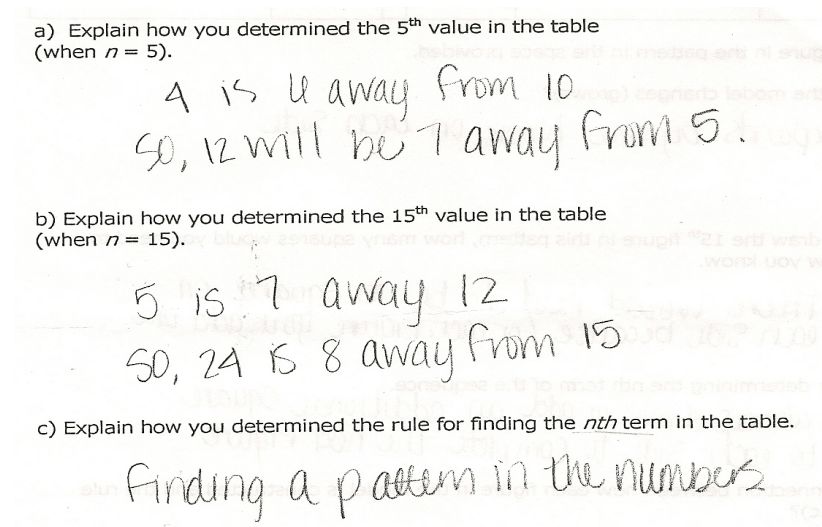 a) Explain how you determined the 5th value in the table
(when n = 5).
4 is 6 away from 10
So, 12 will be 7 away from 5.
b) Explain how you determined the 15th value in the table
(when n = 15).
5 is 7 away 12
So, 24 is 8 away from 15
c) Explain how you determined the rule for finding the nth term in the table.
finding a pattern in the numbers